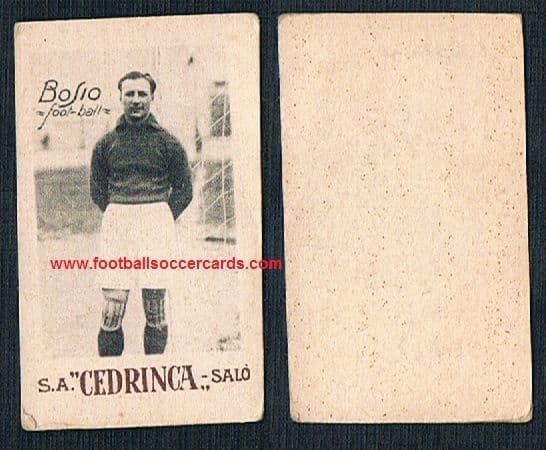 Bosio
=foot-ball=
www.footballsoccercards.com
S.A."CEDRINCA„-SALÒ